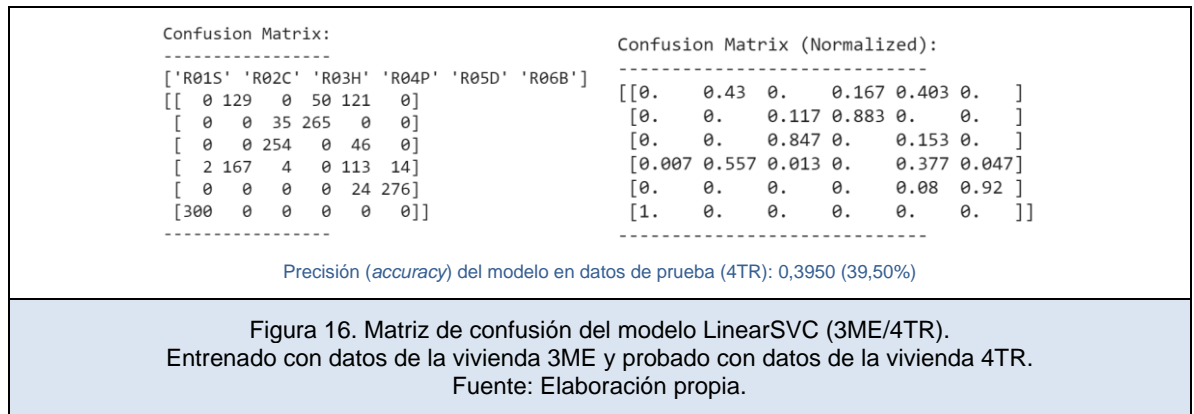 Confusion Matrix:
-----------------
['R01S' 'R02C' 'R03H' 'R04P' 'R05D' 'R06B']
[[  0 129   0  50 121   0]
 [  0   0  35 265   0   0]
 [  0   0 254   0  46   0]
 [  2 167   4   0 113  14]
 [  0   0   0   0  24 276]
 [300   0   0   0   0   0]]
-----------------
Confusion Matrix (Normalized):
-----------------------------
[[0.    0.43  0.    0.167 0.403 0.   ]
 [0.    0.    0.117 0.883 0.    0.   ]
 [0.    0.    0.847 0.    0.153 0.   ]
 [0.007 0.557 0.013 0.    0.377 0.047]
 [0.    0.    0.    0.    0.08  0.92 ]
 [1.    0.    0.    0.    0.    0.   ]]
-----------------------------
Precisión (accuracy) del modelo en datos de prueba (4TR): 0,3950 (39,50%)
Figura 16. Matriz de confusión del modelo LinearSVC (3ME/4TR).
Entrenado con datos de la vivienda 3ME y probado con datos de la vivienda 4TR.
Fuente: Elaboración propia.